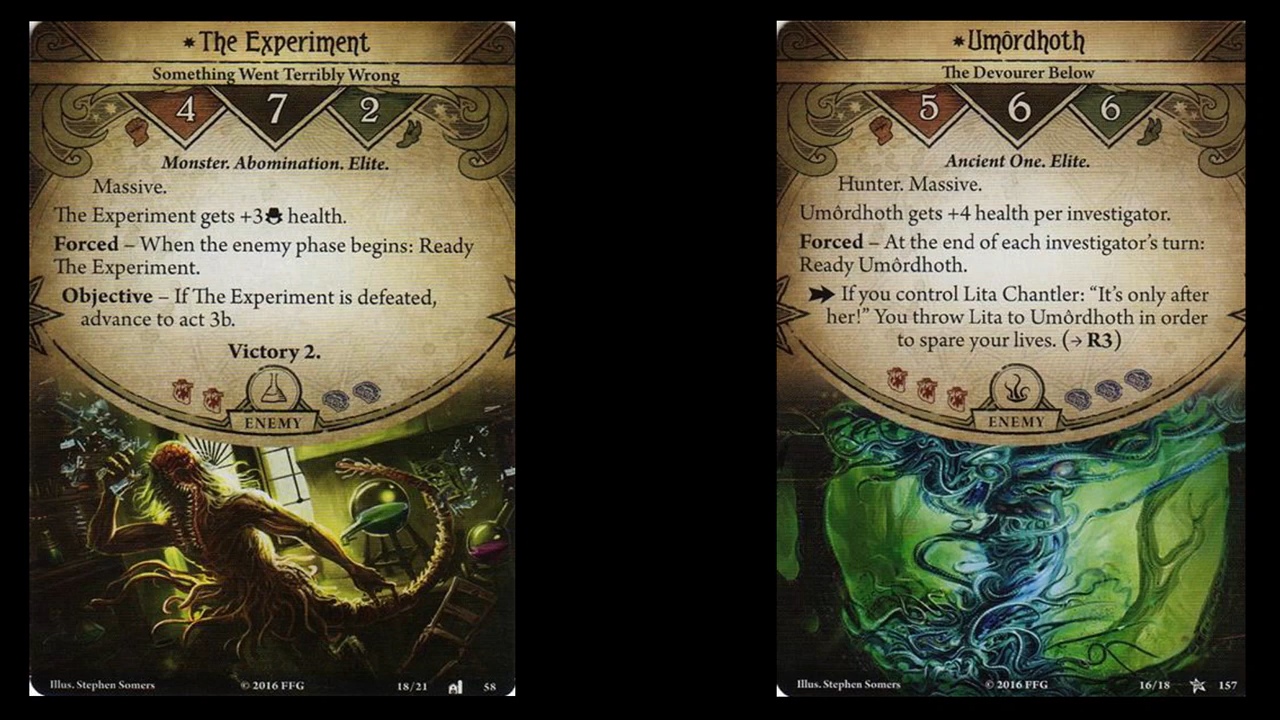 The Experiment
Something Went Terribly Wrong
4 7 2
Monster. Abomination. Elite.
Massive.
The Experiment gets +3 health.
Forced – When the enemy phase begins: Ready
The Experiment.
Objective – If The Experiment is defeated,
advance to act 3b.
Victory 2.
ENEMY
Illus. Stephen Somers © 2016 FFG 18/21 58
Umôrdhoth
The Devourer Below
5 6 6
Ancient One. Elite.
Hunter. Massive.
Umôrdhoth gets +4 health per investigator.
Forced – At the end of each investigator's turn:
Ready Umôrdhoth.
If you control Lita Chantler: “It's only after
her!” You throw Lita to Umôrdhoth in order
to spare your lives. (→ R3)
ENEMY
Illus. Stephen Somers © 2016 FFG 16/18 157